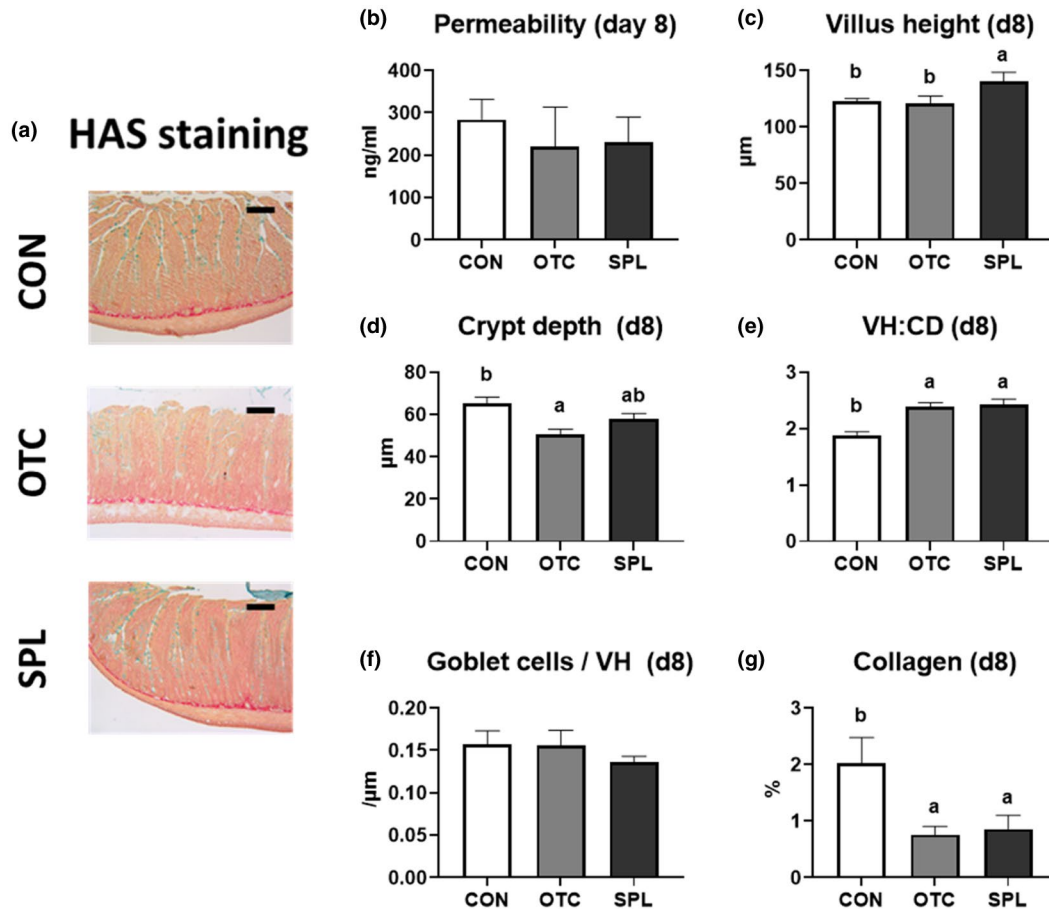 (a) HAS staining
CON
OTC
SPL
(b) Permeability (day 8)
ng/ml
400
300
200
100
0
CON OTC SPL
(c) Villus height (d8)
µm
150
100
50
0
b b a
CON OTC SPL
(d) Crypt depth (d8)
µm
80
60
40
20
0
b a ab
CON OTC SPL
(e) VH:CD (d8)
3
2
1
0
b a a
CON OTC SPL
(f) Goblet cells / VH (d8)
/µm
0.20
0.15
0.10
0.05
0.00
CON OTC SPL
(g) Collagen (d8)
%
3
2
1
0
b a a
CON OTC SPL